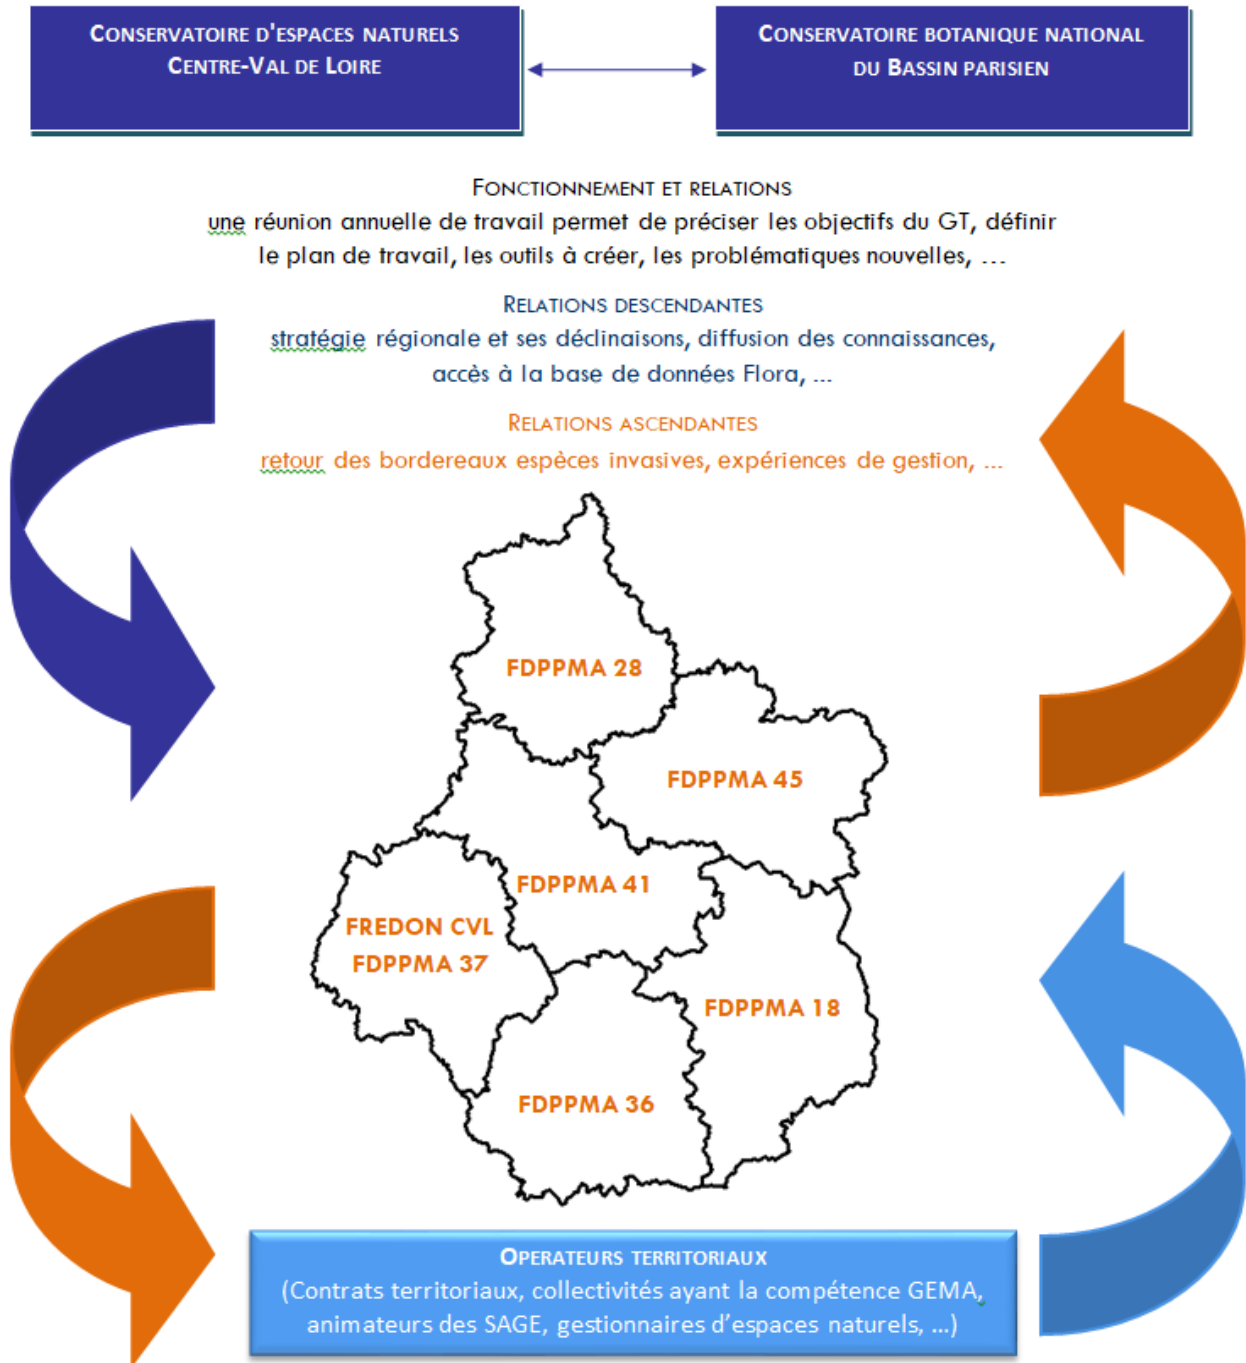 CONSERVATOIRE D'ESPACES NATURELS
CENTRE-VAL DE LOIRE
CONSERVATOIRE BOTANIQUE NATIONAL
DU BASSIN PARISIEN
FONCTIONNEMENT ET RELATIONS
une réunion annuelle de travail permet de préciser les objectifs du GT, définir
le plan de travail, les outils à créer, les problématiques nouvelles, ...
RELATIONS DESCENDANTES
stratégie régionale et ses déclinaisons, diffusion des connaissances,
accès à la base de données Flora, ...
RELATIONS ASCENDANTES
retour des bordereaux espèces invasives, expériences de gestion, ...
FDPPMA 28
FDPPMA 45
FDPPMA 41
FREDON CVL
FDPPMA 37
FDPPMA 18
FDPPMA 36
OPERATEURS TERRITORIAUX
(Contrats territoriaux, collectivités ayant la compétence GEMA,
animateurs des SAGE, gestionnaires d'espaces naturels, ...)